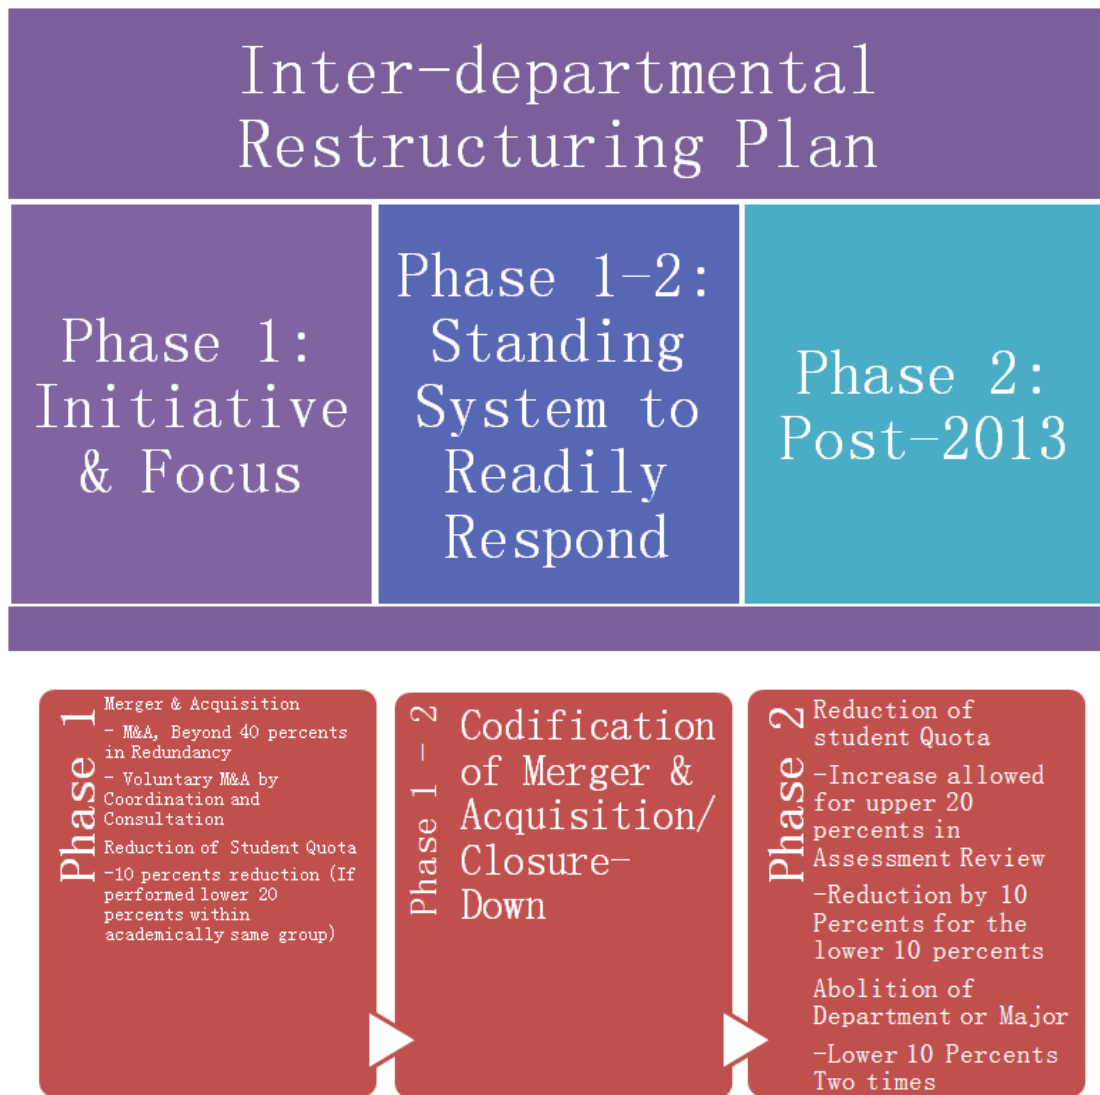 Inter-departmental
Restructuring Plan
Phase 1:
Initiative
& Focus
Phase 1-2:
Standing
System to
Readily
Respond
Phase 2:
Post-2013
Phase 1
Merger & Acquisition
- M&A, Beyond 40 percents
in Redundancy
- Voluntary M&A by
Coordination and
Consultation
Reduction of Student Quota
-10 percents reduction (If
performed lower 20
percents within
academically same group)
Phase 1 - 2
Codification
of Merger &
Acquisition/
Closure-
Down
Phase 2
Reduction of
student Quota
-Increase allowed
for upper 20
percents in
Assessment Review
-Reduction by 10
Percents for the
lower 10 percents
Abolition of
Department or Major
-Lower 10 Percents
Two times